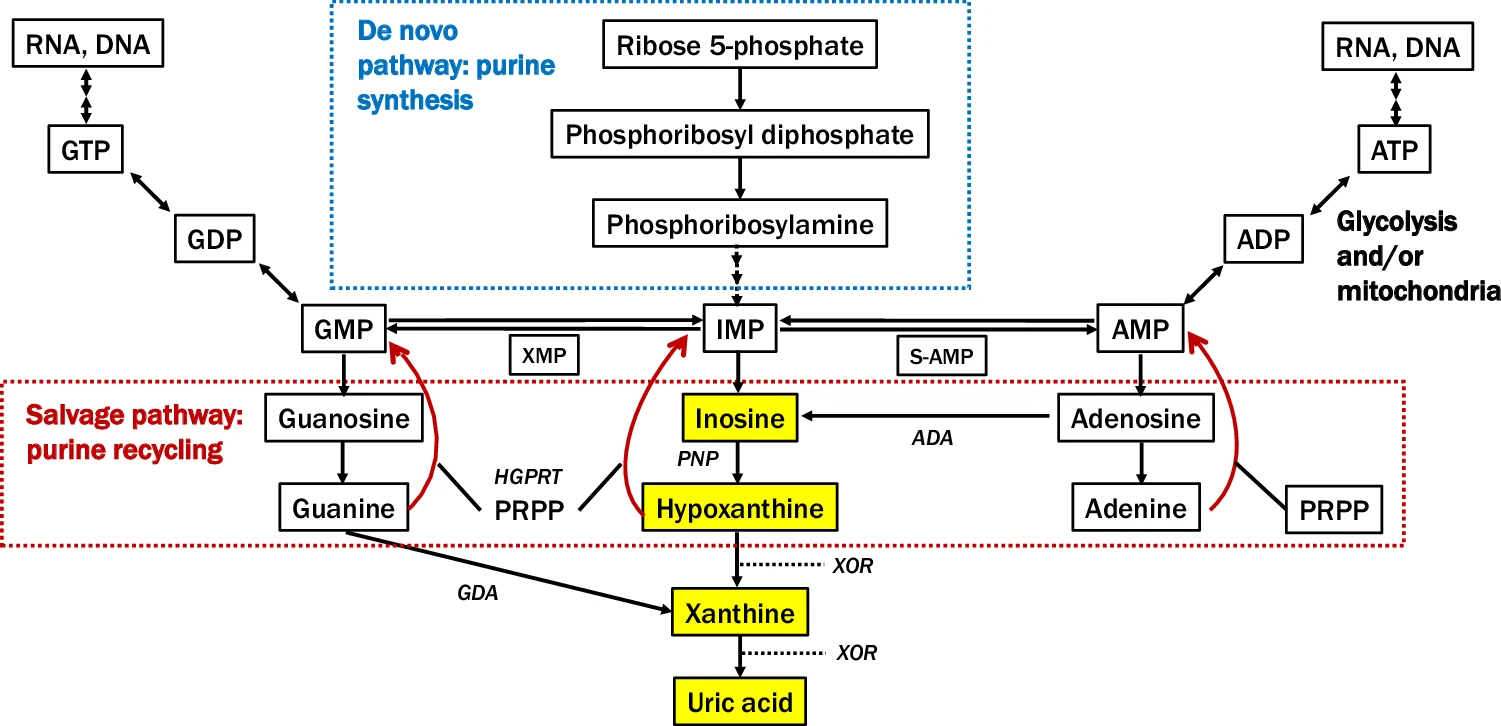 RNA, DNA
De novo
pathway: purine
synthesis
Ribose 5-phosphate
RNA, DNA
Phosphoribosyl diphosphate
GTP
ATP
Phosphoribosylamine
GDP
ADP
Glycolysis
and/or
mitochondria
GMP
IMP
AMP
XMP
S-AMP
Salvage pathway:
purine recycling
Guanosine
Inosine
Adenosine
ADA
PNP
HGPRT
Guanine
PRPP
Hypoxanthine
Adenine
PRPP
XOR
GDA
Xanthine
XOR
Uric acid